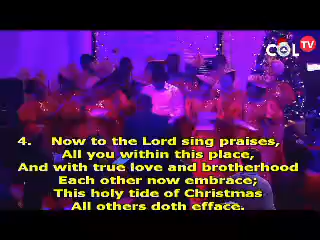 COL TV
4. Now to the Lord sing praises,
All you within this place,
And with true love and brotherhood
Each other now embrace;
This holy tide of Christmas
All others doth efface.